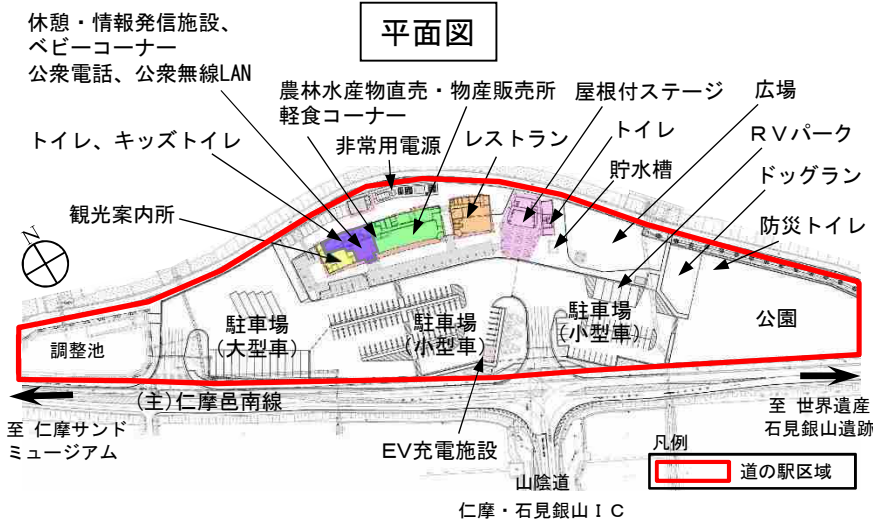 平面図
休憩・情報発信施設、
ベビーコーナー
公衆電話、公衆無線LAN
農林水産物直売・物産販売所
軽食コーナー
屋根付ステージ
広場
トイレ、キッズトイレ
非常用電源
レストラン
トイレ
RVパーク
貯水槽
ドッグラン
観光案内所
防災トイレ
N
調整池
駐車場
(大型車)
駐車場
(小型車)
駐車場
(小型車)
公園
(主)仁摩邑南線
至 仁摩サンド
ミュージアム
EV充電施設
至 世界遺産
石見銀山遺跡
凡例
道の駅区域
山陰道
仁摩・石見銀山IC